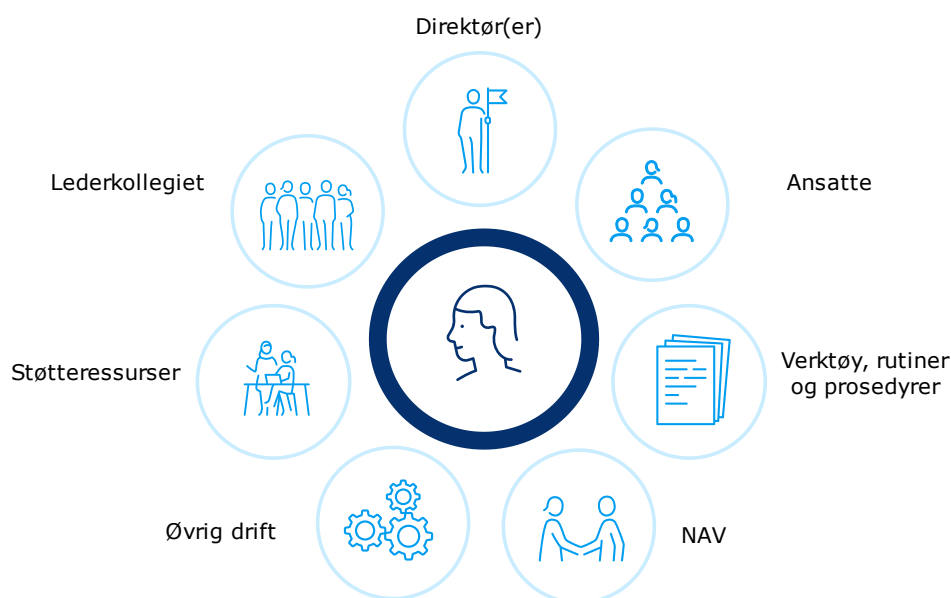 Direktør(er)
Lederkollegiet
Ansatte
Støtteressurser
Verktøy, rutiner
og prosedyrer
Øvrig drift
NAV